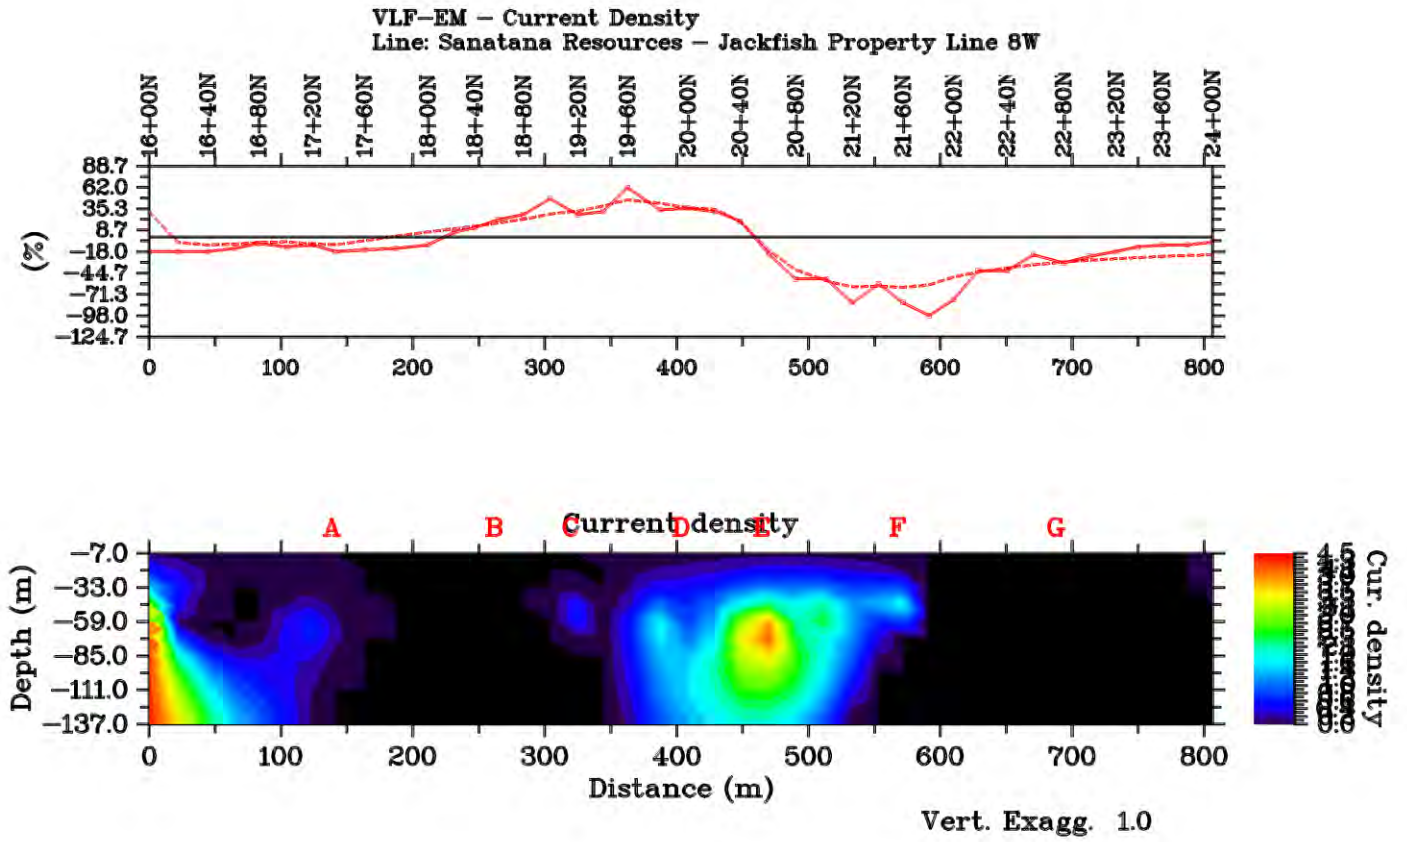 VLF-EM - Current Density
Line: Sanatana Resources - Jackfish Property Line 8W
16+00N 16+40N 16+80N 17+20N 17+60N 18+00N 18+40N 18+80N 19+20N 19+60N 20+00N 20+40N 20+80N 21+20N 21+60N 22+00N 22+40N 22+80N 23+20N 23+60N 24+00N
88.7
62.0
35.3
8.7
-18.0
-44.7
-71.3
-98.0
-124.7
(%)
0 100 200 300 400 500 600 700 800
Current density
A B C D E F G
-7.0
-33.0
-59.0
-85.0
-111.0
-137.0
Depth (m)
0 100 200 300 400 500 600 700 800
Distance (m)
4.5
0.0
Cur. density
Vert. Exagg. 1.0